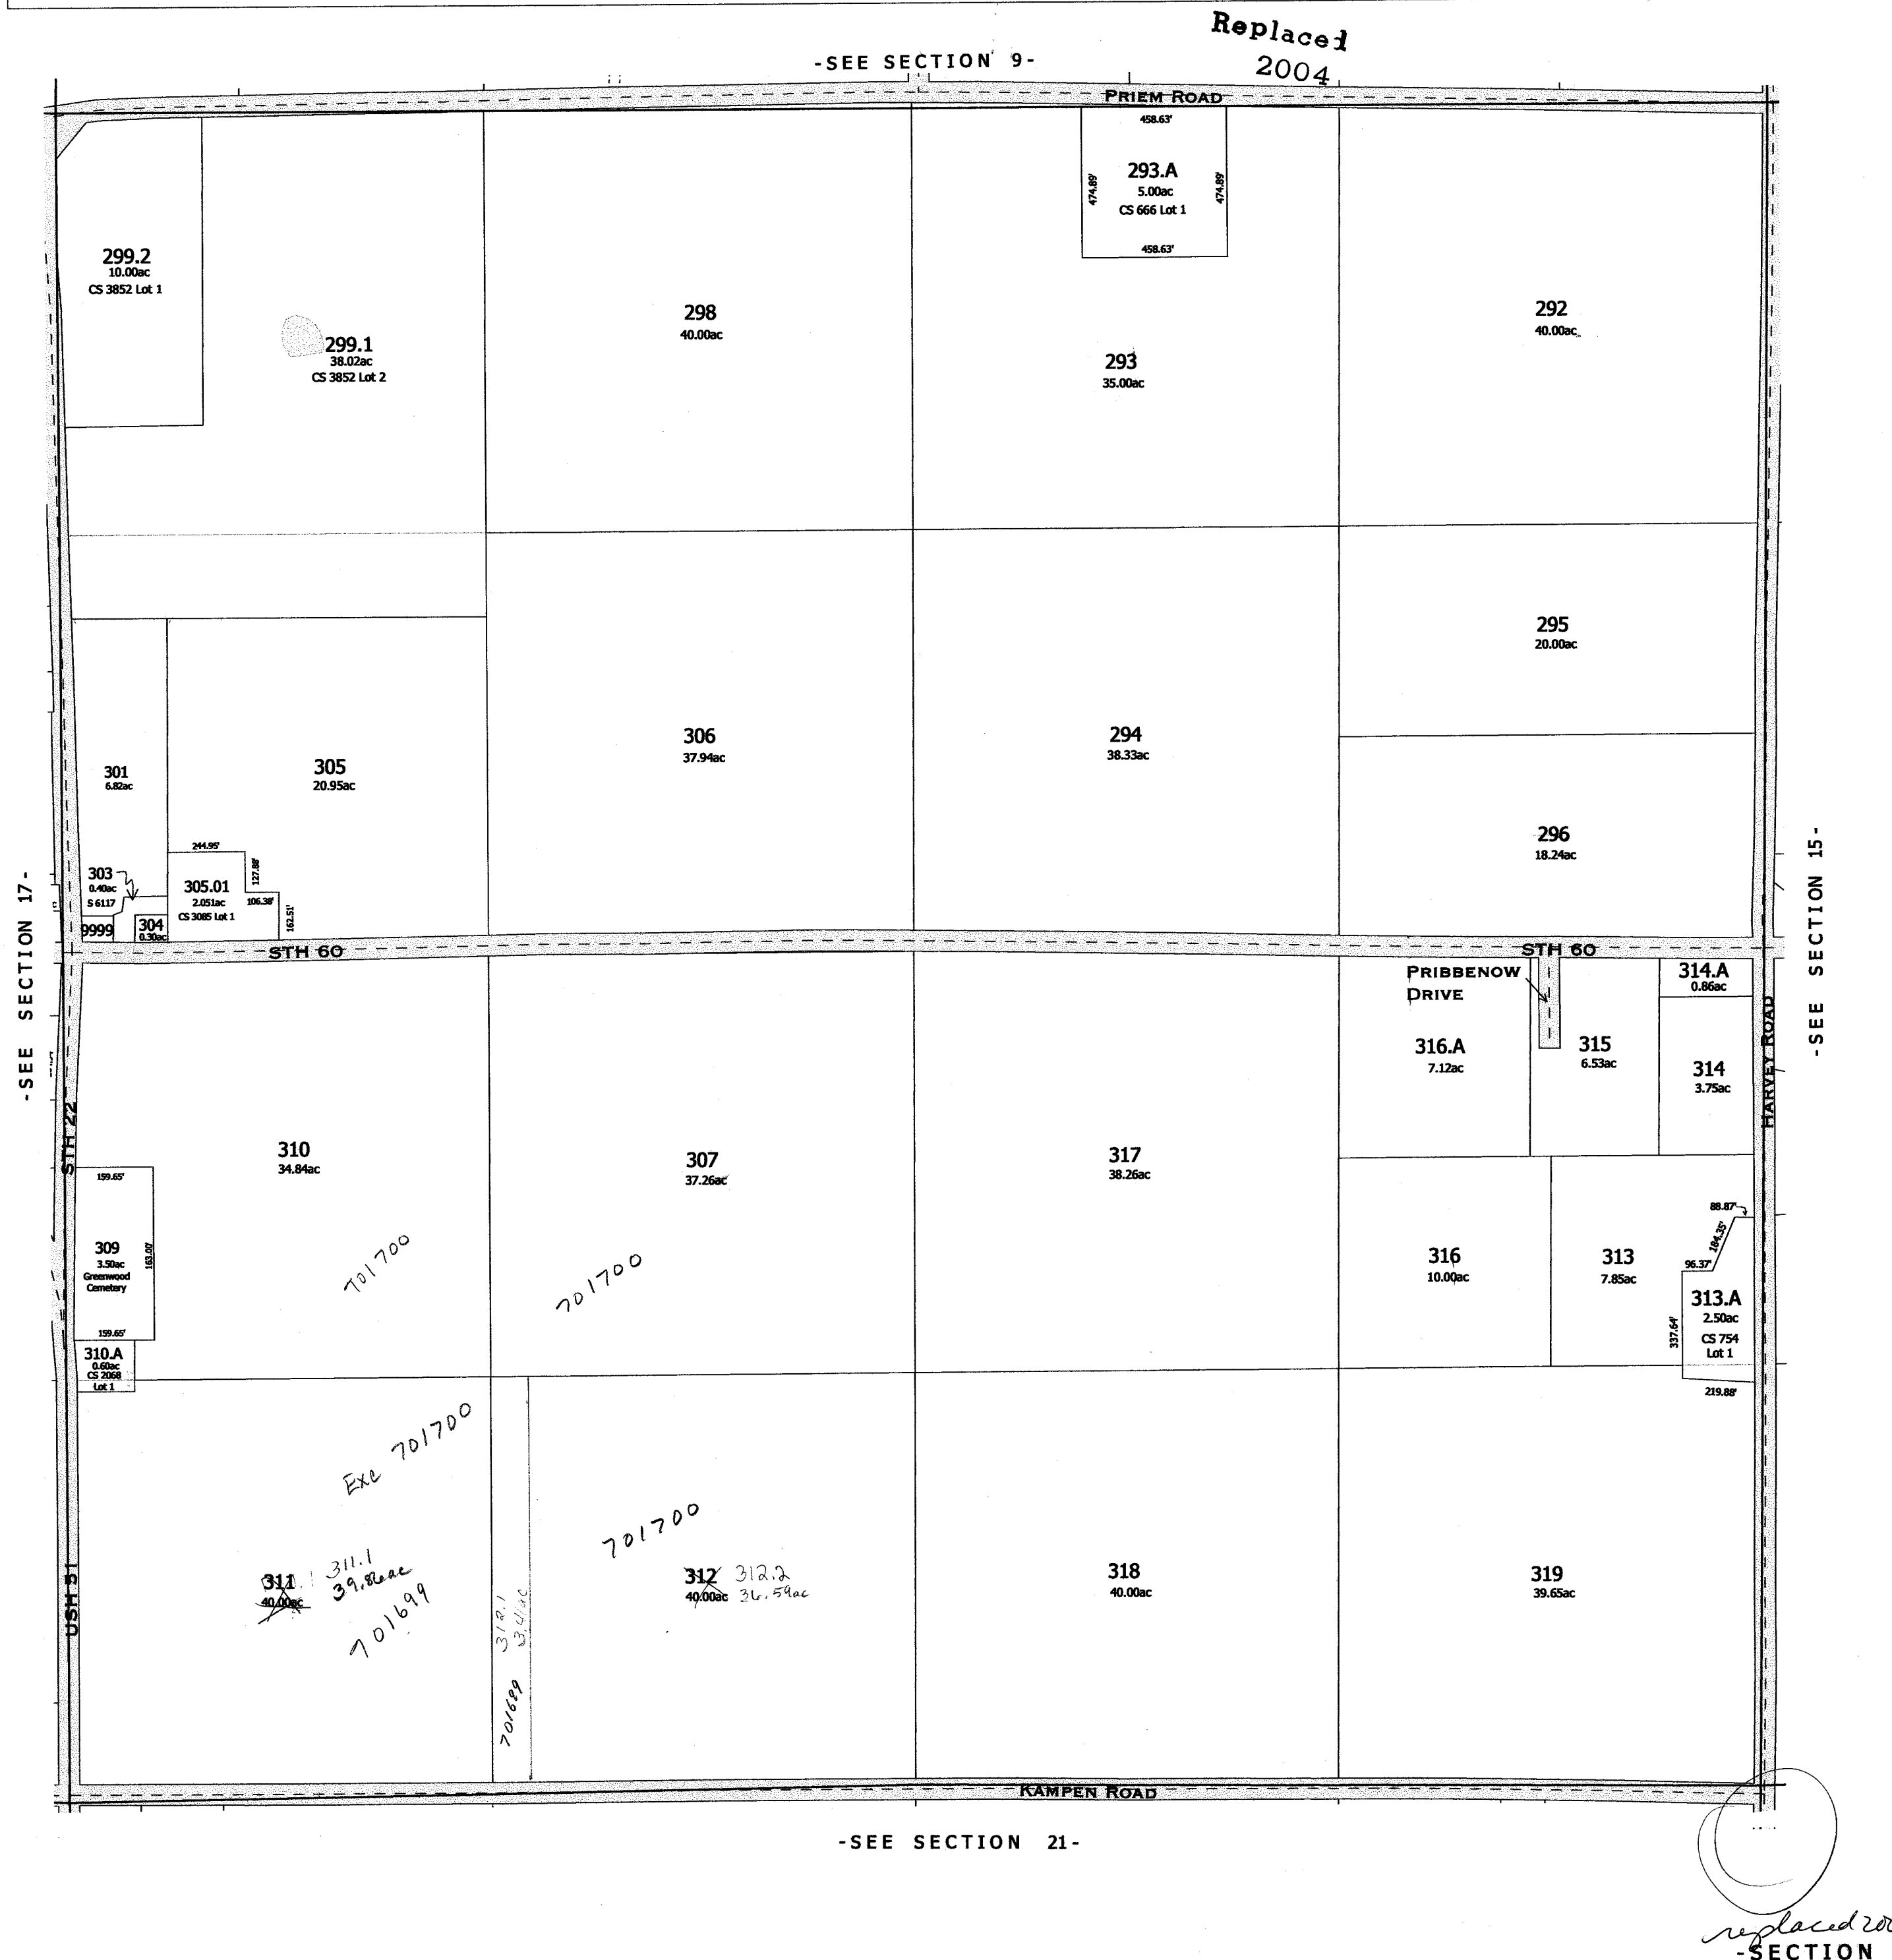 Replaced
2004
-SEE SECTION 9-
PRIEM ROAD
458.63'
474.89'
293.A
5.00ac
CS 666 Lot 1
474.89'
458.63'
299.2
10.00ac
CS 3852 Lot 1
299.1
38.02ac
CS 3852 Lot 2
298
40.00ac
293
35.00ac
292
40.00ac
295
20.00ac
301
6.82ac
305
20.95ac
306
37.94ac
294
38.33ac
296
18.24ac
244.95'
127.88'
303
0.40ac
S 6117
305.01
2.051ac
CS 3085 Lot 1
106.38'
162.51'
9999
304
0.30ac
-SEE SECTION 17-
-SEE SECTION 15-
STH 60
STH 60
PRIBBENOW
DRIVE
314.A
0.86ac
316.A
7.12ac
315
6.53ac
314
3.75ac
HARVEY ROAD
STH 22
310
34.84ac
307
37.26ac
317
38.26ac
159.65'
309
3.50ac
Greenwood
Cemetery
163.00'
159.65'
701700
701700
316
10.00ac
313
7.85ac
88.87'
184.35'
96.37'
313.A
2.50ac
CS 754
Lot 1
337.64'
219.88'
310.A
0.60ac
CS 2068
Lot 1
Exc 701700
701700
311
40.00ac
311.1
39.86ac
701699
312.1
3.41ac
701699
312
40.00ac
312.2
36.59ac
318
40.00ac
319
39.65ac
USH 51
KAMPEN ROAD
-SEE SECTION 21-
replaced 200
-SECTION